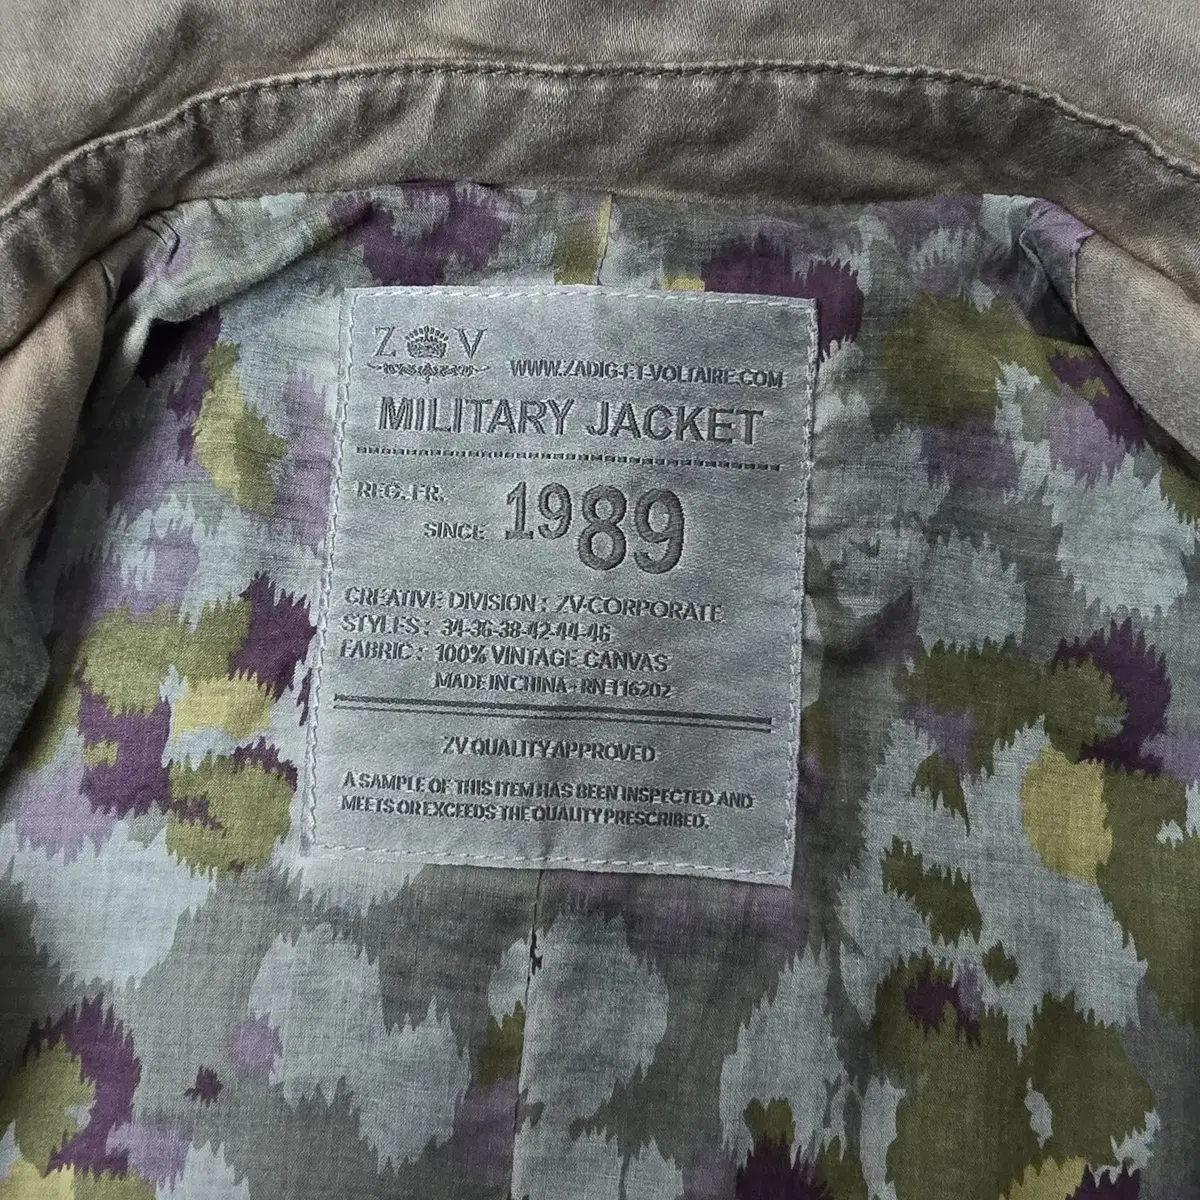 Z V
WWW.ZADIG-ET-VOLTAIRE.COM
MILITARY JACKET
REG. FR.
SINCE 1989
CREATIVE DIVISION : ZV-CORPORATE
STYLES : 34-36-38-42-44-46
FABRIC : 100% VINTAGE CANVAS
MADE IN CHINA - RN 116202
ZV QUALITY APPROVED
A SAMPLE OF THIS ITEM HAS BEEN INSPECTED AND
MEETS OR EXCEEDS THE QUALITY PRESCRIBED.